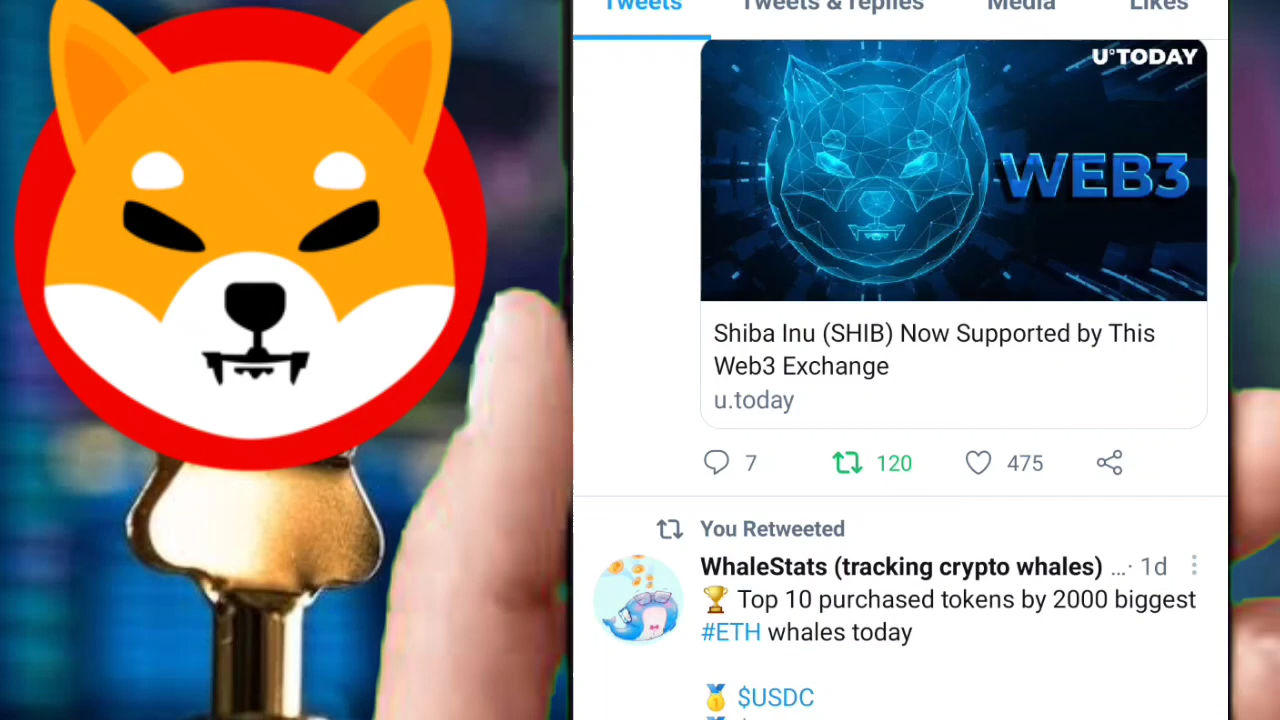 Tweets Tweets & replies Media Likes
U°TODAY
WEB3
Shiba Inu (SHIB) Now Supported by This
Web3 Exchange
u.today
7 120 475
You Retweeted
WhaleStats (tracking crypto whales) ...· 1d
🏆 Top 10 purchased tokens by 2000 biggest
#ETH whales today
🥇 $USDC